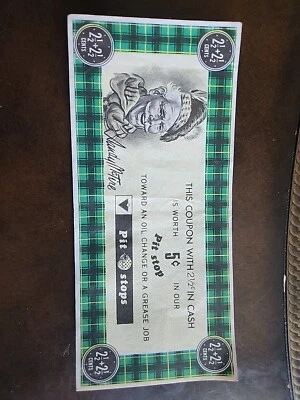 2½+2½
CENTS
2½+2½
CENTS
THIS COUPON WITH 2½¢ IN CASH
IS WORTH 5¢ IN OUR
Pit stop
TOWARD AN OIL CHANGE OR A GREASE JOB
Sandy McTire
Pit stops
2½+2½
CENTS
2½+2½
CENTS